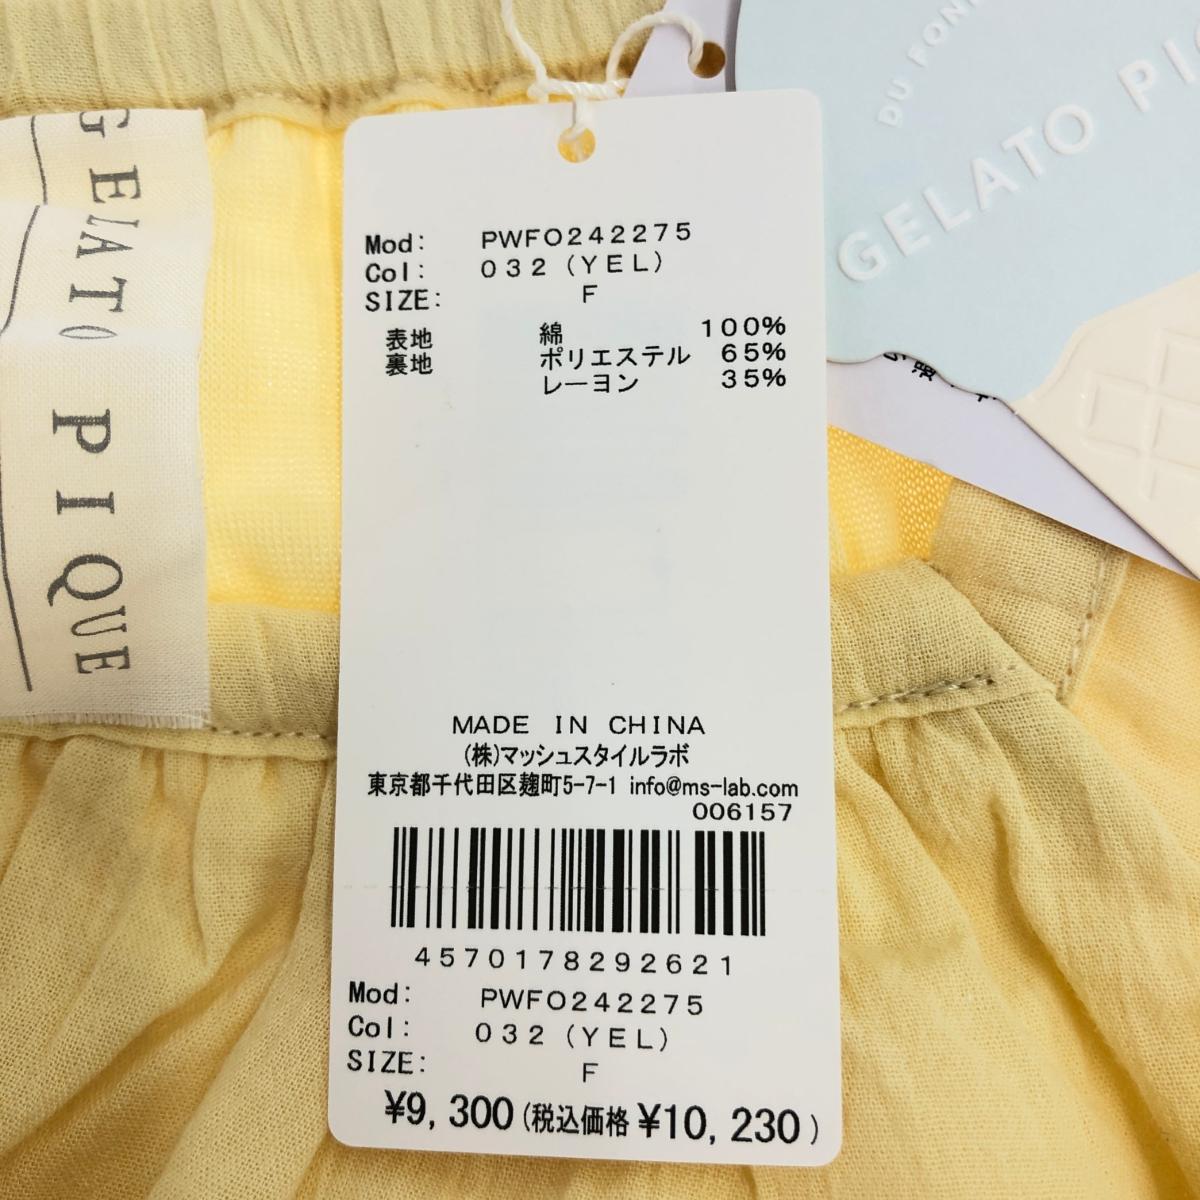 GELATO PIQUE
DU FON
GELATO PI
Mod: PWFO242275
Col: 032 (YEL)
SIZE: F
表地 綿 100%
裏地 ポリエステル 65%
レーヨン 35%
MADE IN CHINA
(株)マッシュスタイルラボ
東京都千代田区麹町5-7-1 info@ms-lab.com
006157
4570178292621
Mod: PWFO242275
Col: 032 (YEL)
SIZE: F
¥9,300(税込価格 ¥10,230)